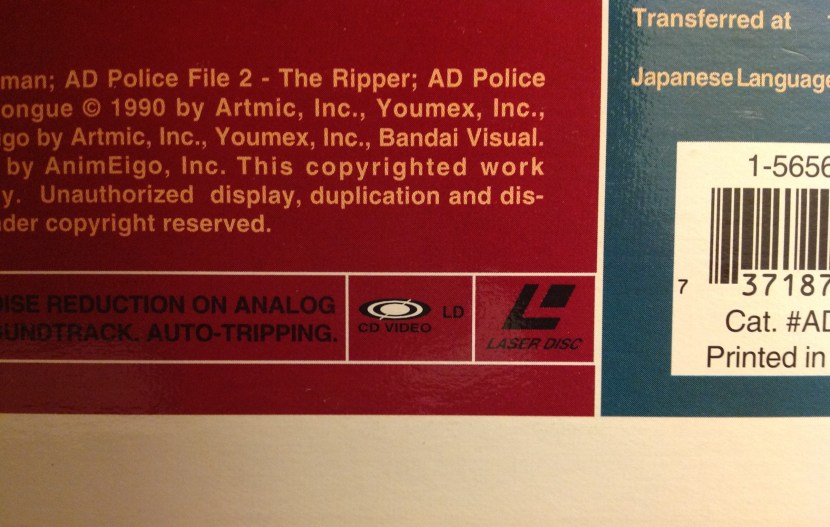 man; AD Police File 2 - The Ripper; AD Police
ongue © 1990 by Artmic, Inc., Youmex, Inc.,
igo by Artmic, Inc., Youmex, Inc., Bandai Visual.
by AnimEigo, Inc. This copyrighted work
y. Unauthorized display, duplication and dis-
der copyright reserved.
ISE REDUCTION ON ANALOG
UNDTRACK. AUTO-TRIPPING.
CD VIDEO
LD
LASER DISC
Transferred at
Japanese Language
1-5656
7 37187
Cat. #AD
Printed in